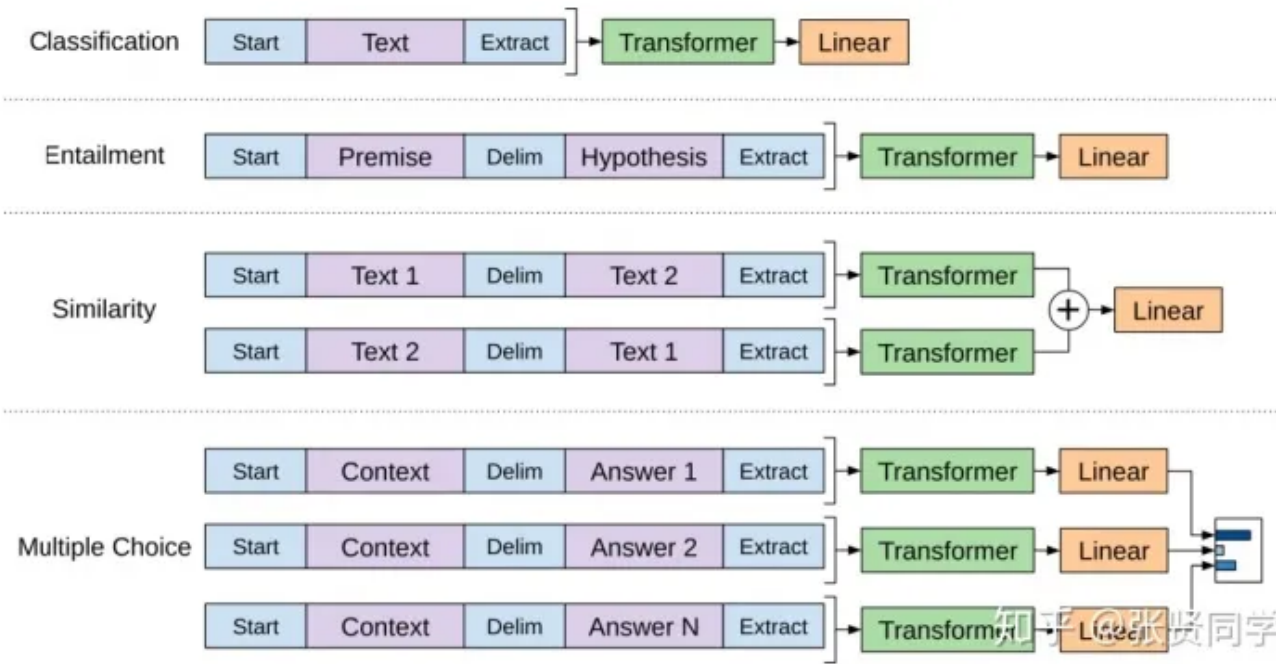 Classification Start Text Extract Transformer Linear
Entailment Start Premise Delim Hypothesis Extract Transformer Linear
Start Text 1 Delim Text 2 Extract Transformer
Similarity + Linear
Start Text 2 Delim Text 1 Extract Transformer
Start Context Delim Answer 1 Extract Transformer Linear
Multiple Choice Start Context Delim Answer 2 Extract Transformer Linear
Start Context Delim Answer N Extract Transformer Linear
知乎 @张贤同学